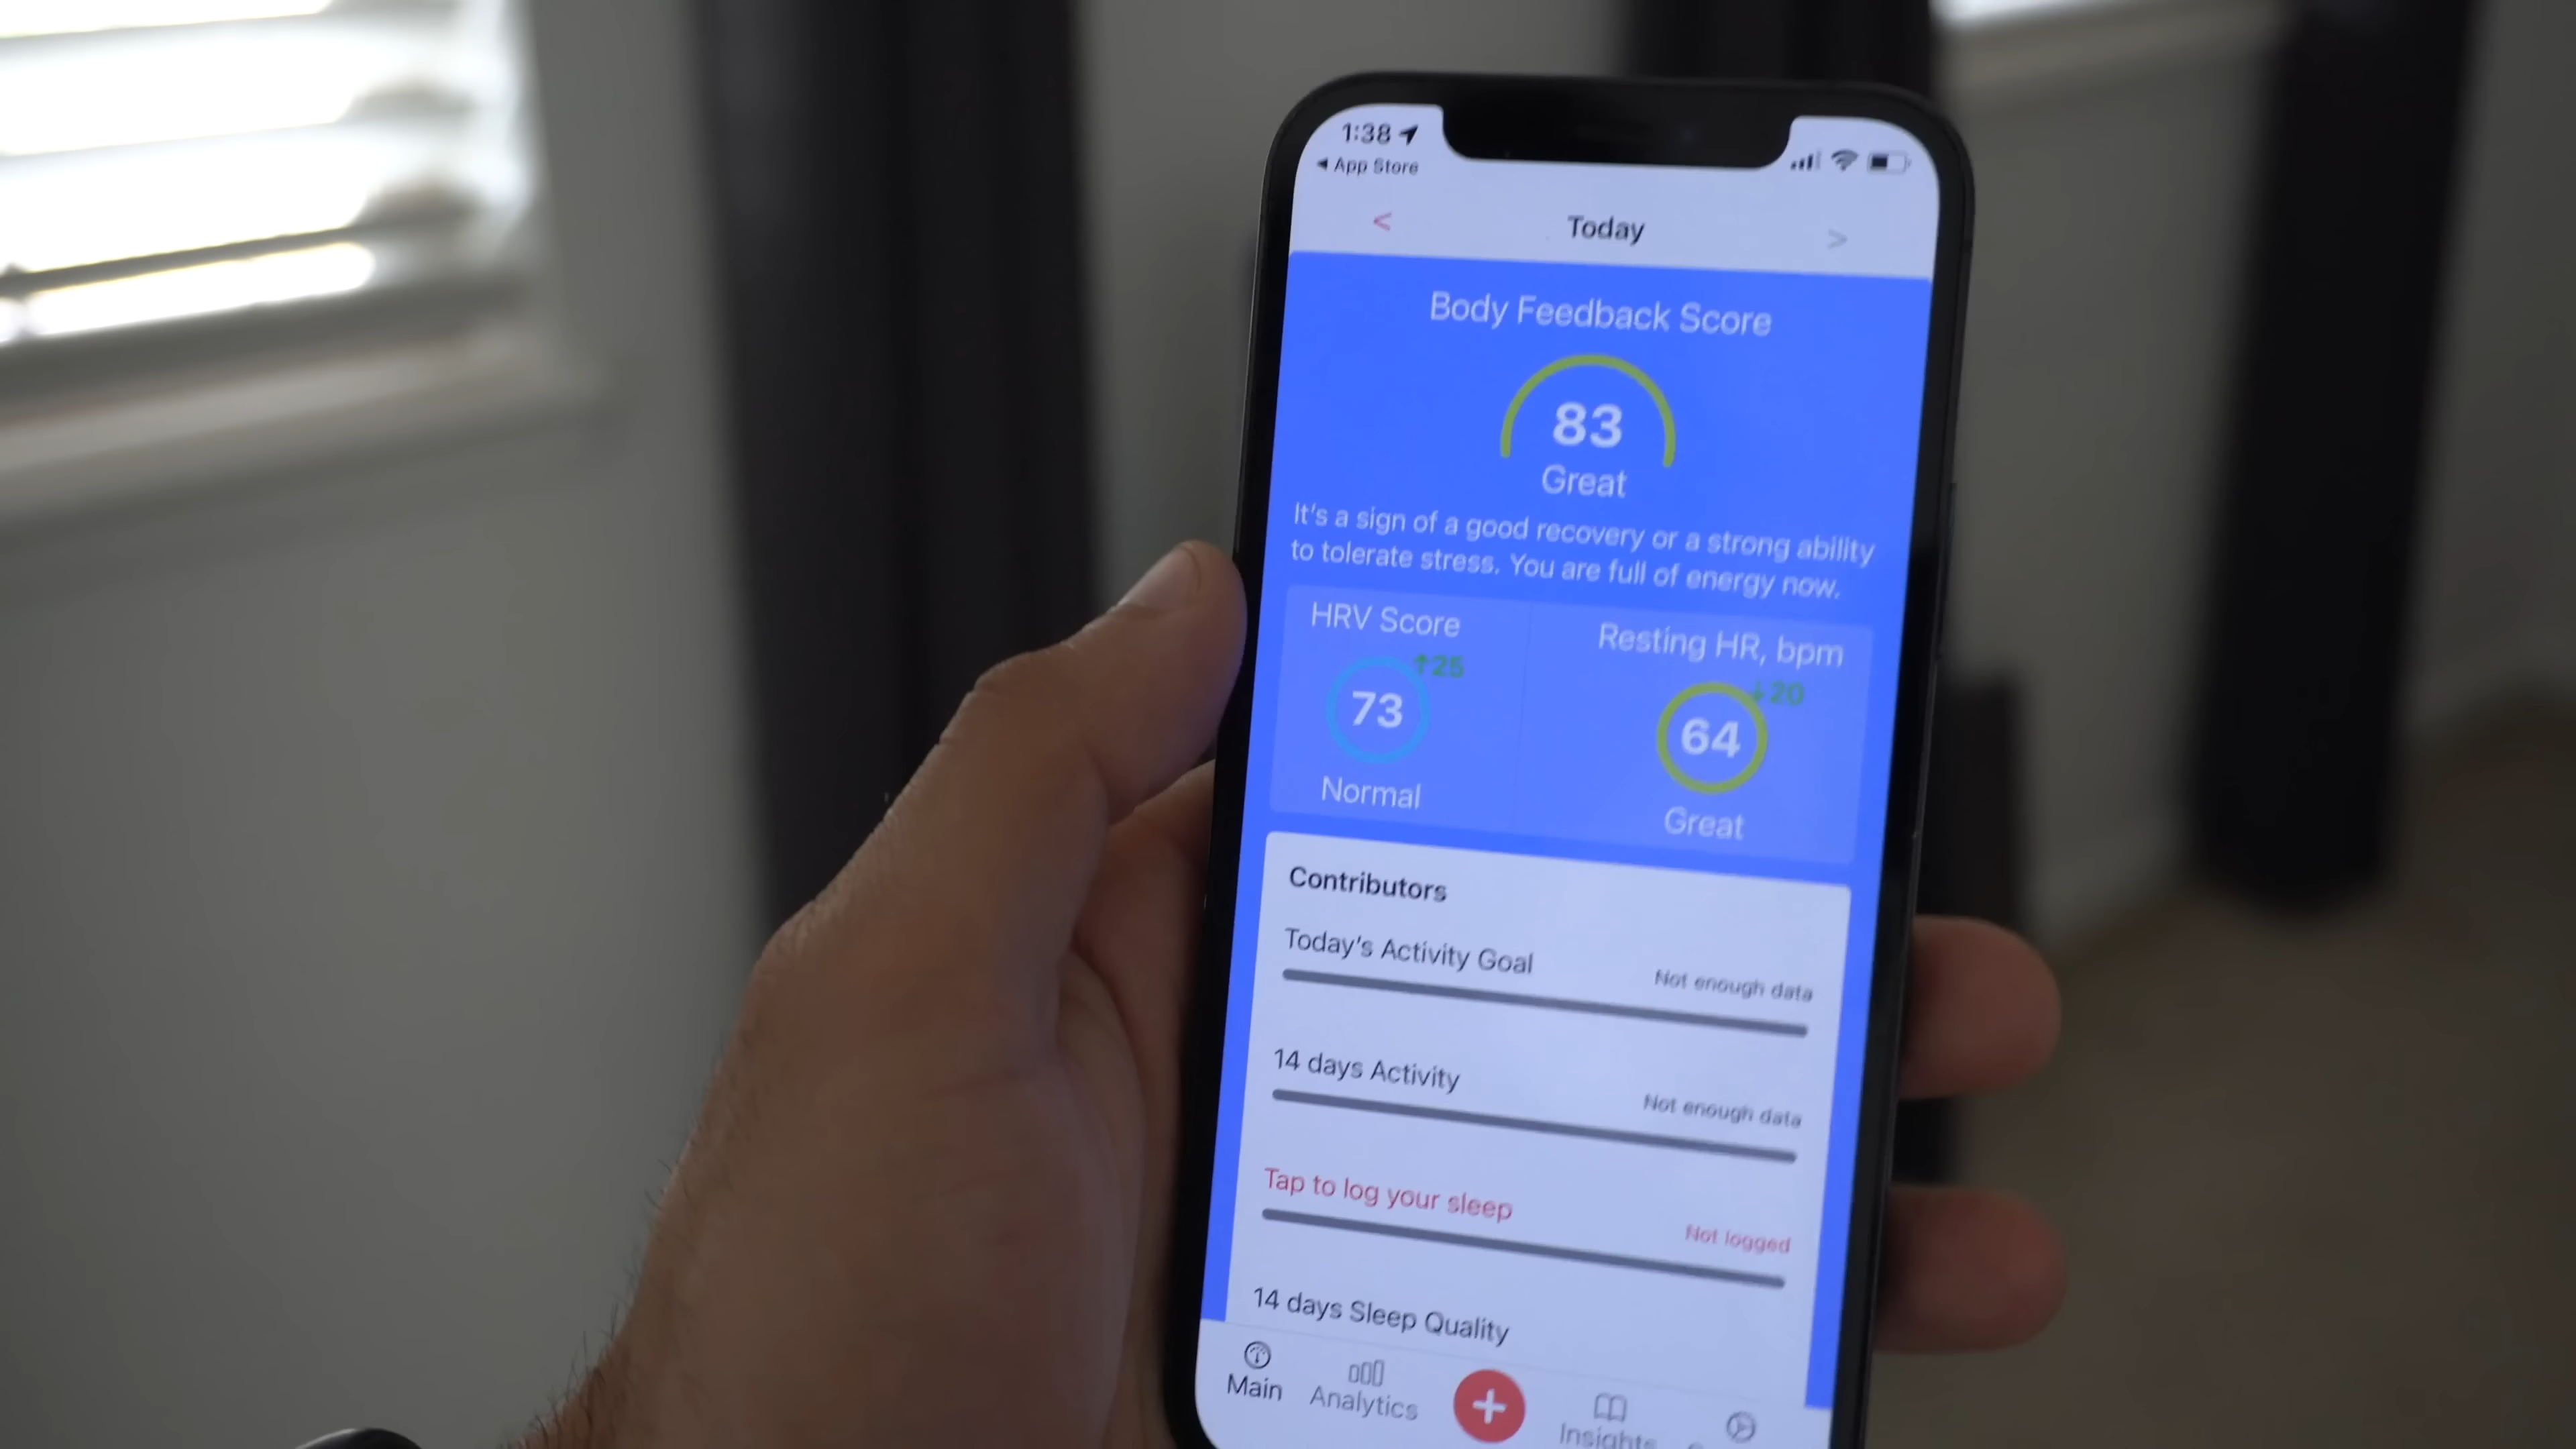 1:38
◀ App Store
< Today >
Body Feedback Score
83
Great
It's a sign of a good recovery or a strong ability
to tolerate stress. You are full of energy now.
HRV Score
↑25
73
Normal
Resting HR, bpm
↓20
64
Great
Contributors
Today's Activity Goal
Not enough data
14 days Activity
Not enough data
Tap to log your sleep
Not logged
14 days Sleep Quality
Main
Analytics
+
Insights